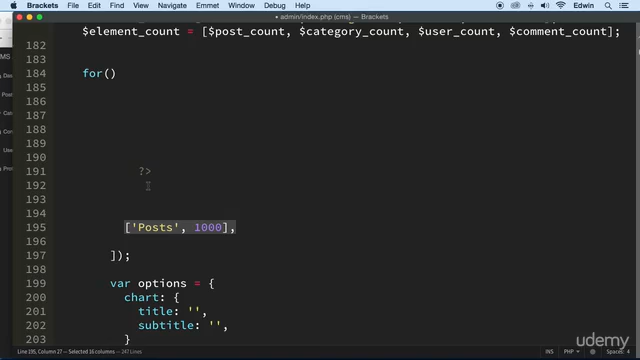 Brackets File Edit Find View Navigate Emmet Window Debug Help Edwin
• admin/index.php (cms) — Brackets
182 $element_count = [$post_count, $category_count, $user_count, $comment_count];
183
184 for()
185
186
187
188
189
190
191 ?>
192
193
194
195 ['Posts', 1000],
196
197 ]);
198
199 var options = {
200 chart: {
201 title: '',
202 subtitle: '',
203 }
Line 195, Column 27 — Selected 16 columns — 247 Lines
INS PHP Spaces: 4
udemy